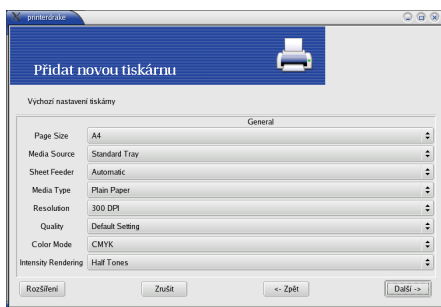 printerdrake
Přidat novou tiskárnu
Výchozí nastavení tiskárny
General
Page Size A4
Media Source Standard Tray
Sheet Feeder Automatic
Media Type Plain Paper
Resolution 300 DPI
Quality Default Setting
Color Mode CMYK
Intensity Rendering Half Tones
Rozšíření Zrušit <- Zpět Další ->